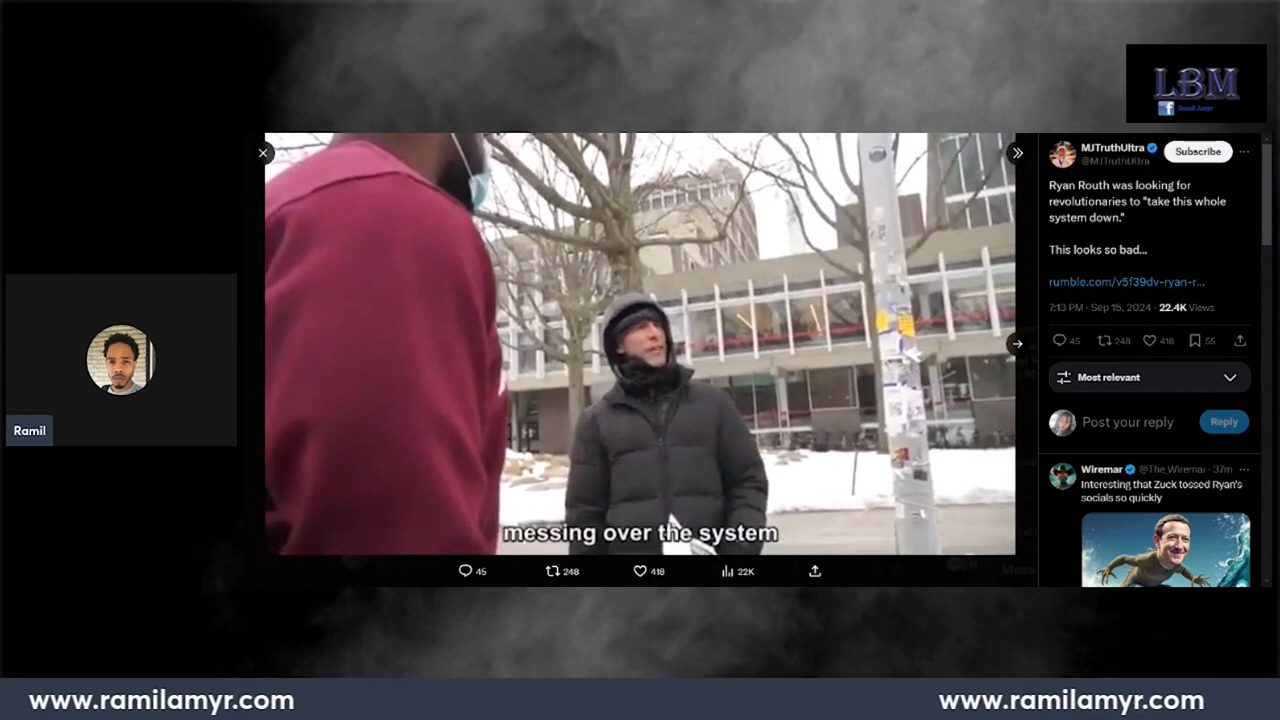 LBM
Ramil Amyr
MJTruthUltra
@MJTruthUltra
Subscribe
Ryan Routh was looking for
revolutionaries to "take this whole
system down."
This looks so bad...
rumble.com/v5f39dv-ryan-r...
7:13 PM · Sep 15, 2024 · 22.4K Views
45 248 418 55
Most relevant
Post your reply
Reply
Wiremar @The_Wiremar · 37m
Interesting that Zuck tossed Ryan's
socials so quickly
Ramil
messing over the system
45 248 418 22K
www.ramilamyr.com
www.ramilamyr.com